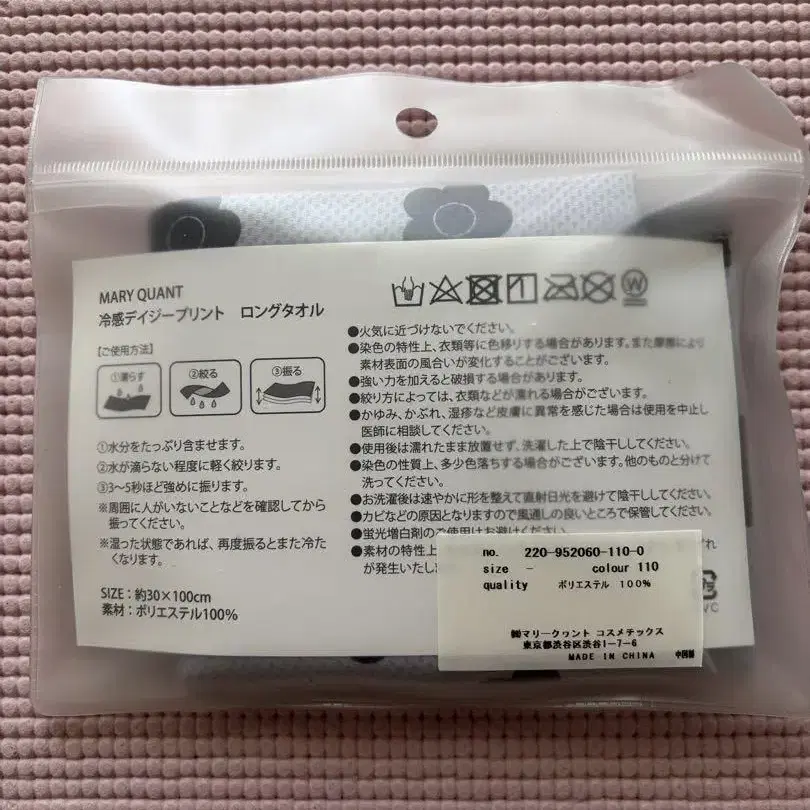 MARY QUANT
冷感デイジープリント ロングタオル
【ご使用方法】
①濡らす
②絞る
③振る
①水分をたっぷり含ませます。
②水が滴らない程度に軽く絞ります。
③3〜5秒ほど強めに振ります。
※周囲に人がいないことなどを確認してから
振ってください。
※湿った状態であれば、再度振るとまた冷た
くなります。
SIZE：約30×100cm
素材：ポリエステル100%
●火気に近づけないでください。
●染色の特性上、衣類等に色移りする場合があります。また摩擦により
素材表面の風合いが変化することがございます。
●強い力を加えると破損する場合があります。
●絞り方によっては、衣類などが濡れる場合がございます。
●かゆみ、かぶれ、湿疹など皮膚に異常を感じた場合は使用を中止し
医師に相談してください。
●使用後は濡れたまま放置せず、洗濯した上で陰干ししてください。
●染色の性質上、多少色落ちする場合がございます。他のものと分けて
洗ってください。
●お洗濯後は速やかに形を整えて直射日光を避けて陰干ししてください。
●カビなどの原因となりますので風通しの良いところで保管してください。
●蛍光増白剤のご使用はお避けください。
●素材の特性上
が発生いたしま
no. 220-952060-110-0
size - colour 110
quality ポリエステル 100%
㈱マリークヮント コスメチックス
東京都渋谷区渋谷1-7-6
MADE IN CHINA 中国製